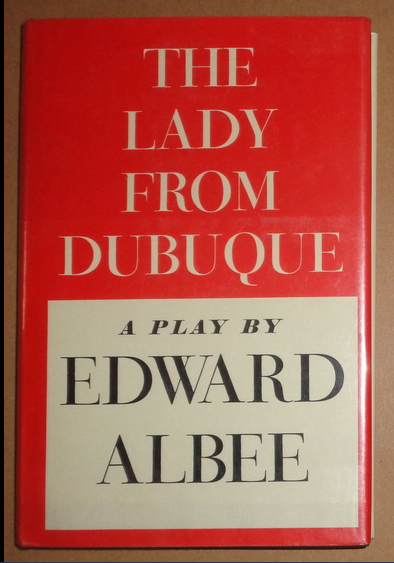 THE
LADY
FROM
DUBUQUE
A PLAY BY
EDWARD
ALBEE